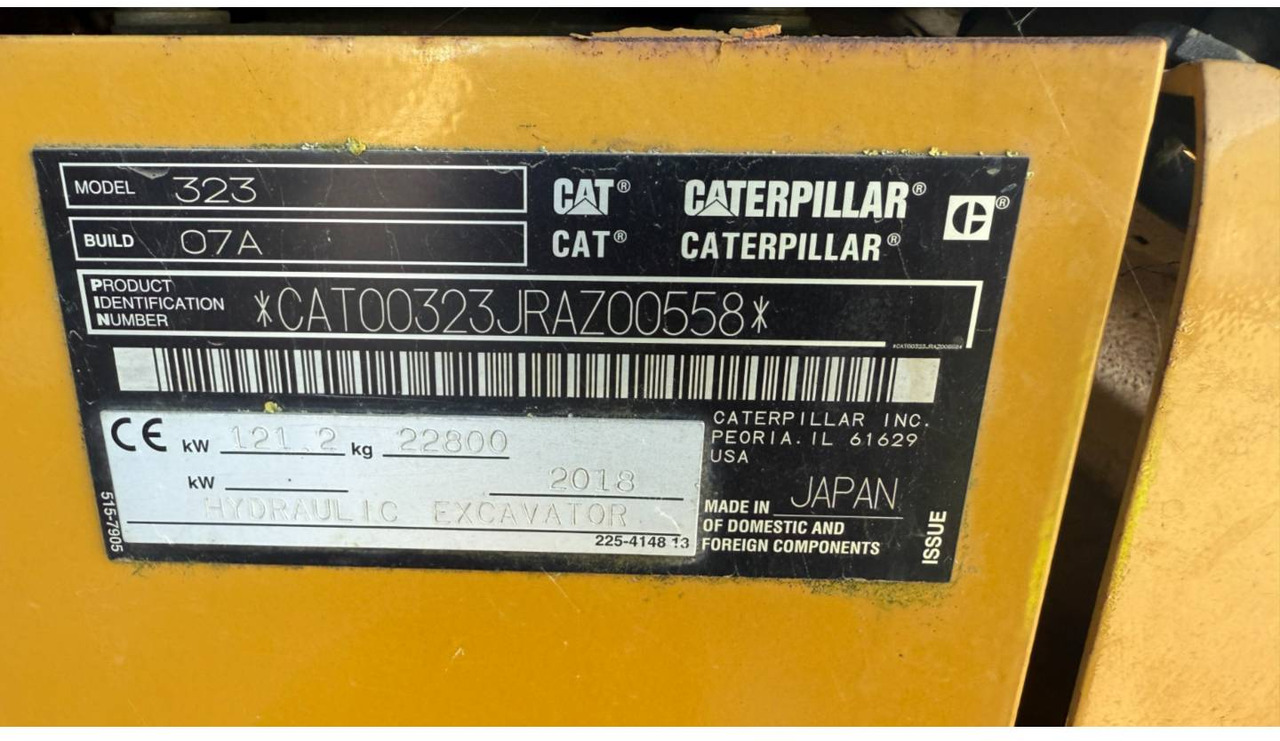 MODEL 323
BUILD 07A
CAT® CATERPILLAR® ®
CAT® CATERPILLAR®
PRODUCT
IDENTIFICATION
NUMBER
*CAT00323JRAZ00558*
*CAT00323JRAZ00558*
CE kW 121.2 kg 22800
kW 2018
HYDRAULIC EXCAVATOR
225-4148 13
515-7905
CATERPILLAR INC.
PEORIA. IL 61629
USA
MADE IN JAPAN
OF DOMESTIC AND
FOREIGN COMPONENTS
ISSUE